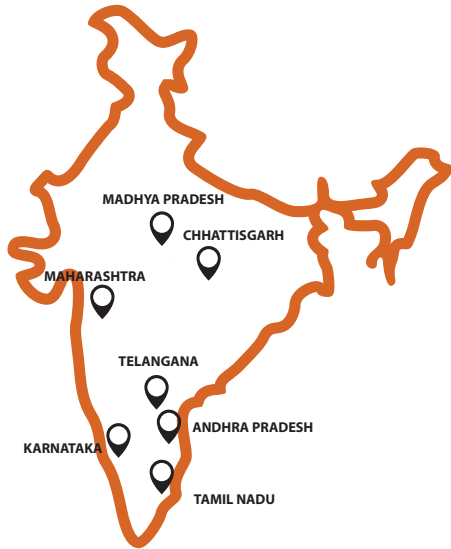 MADHYA PRADESH
CHHATTISGARH
MAHARASHTRA
TELANGANA
ANDHRA PRADESH
KARNATAKA
TAMIL NADU